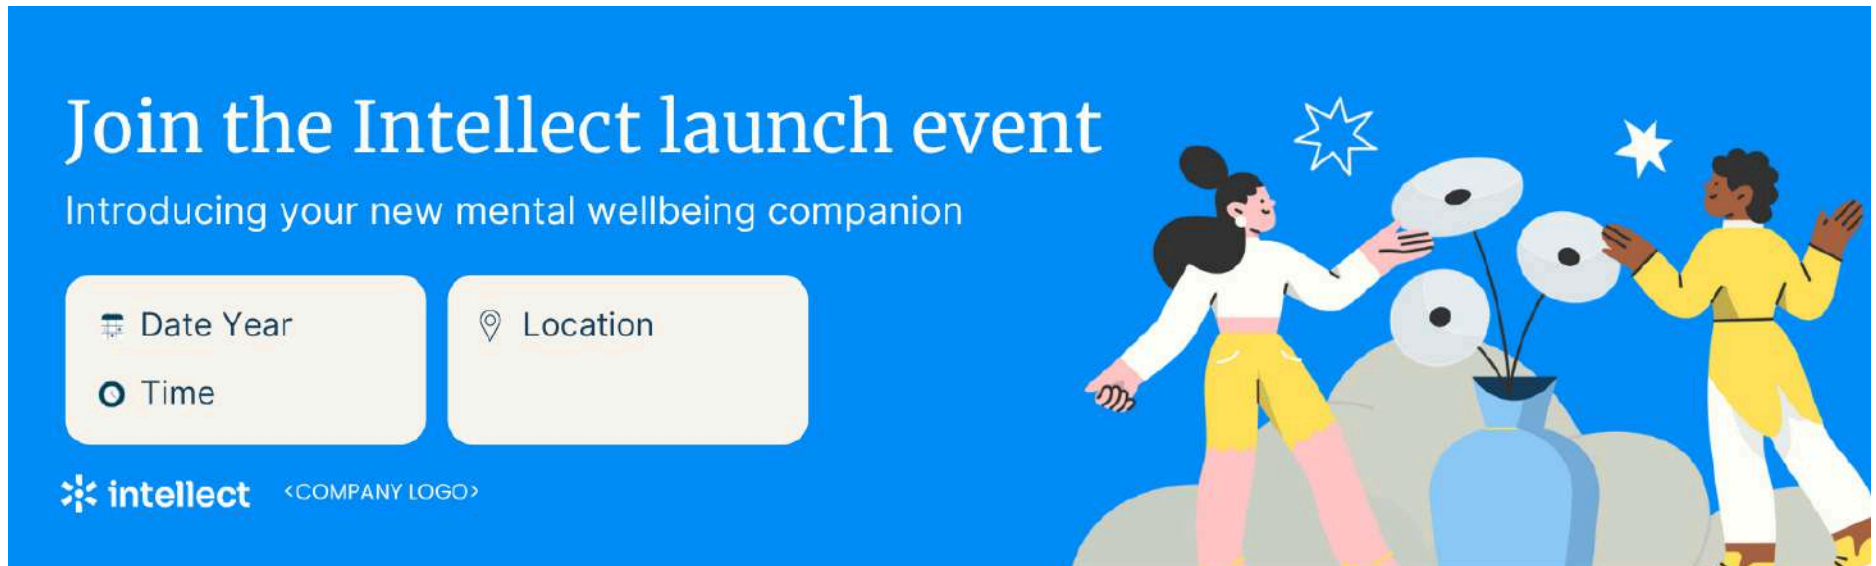 Join the Intellect launch event
Introducing your new mental wellbeing companion
Date Year
Time
Location
intellect
<COMPANY LOGO>